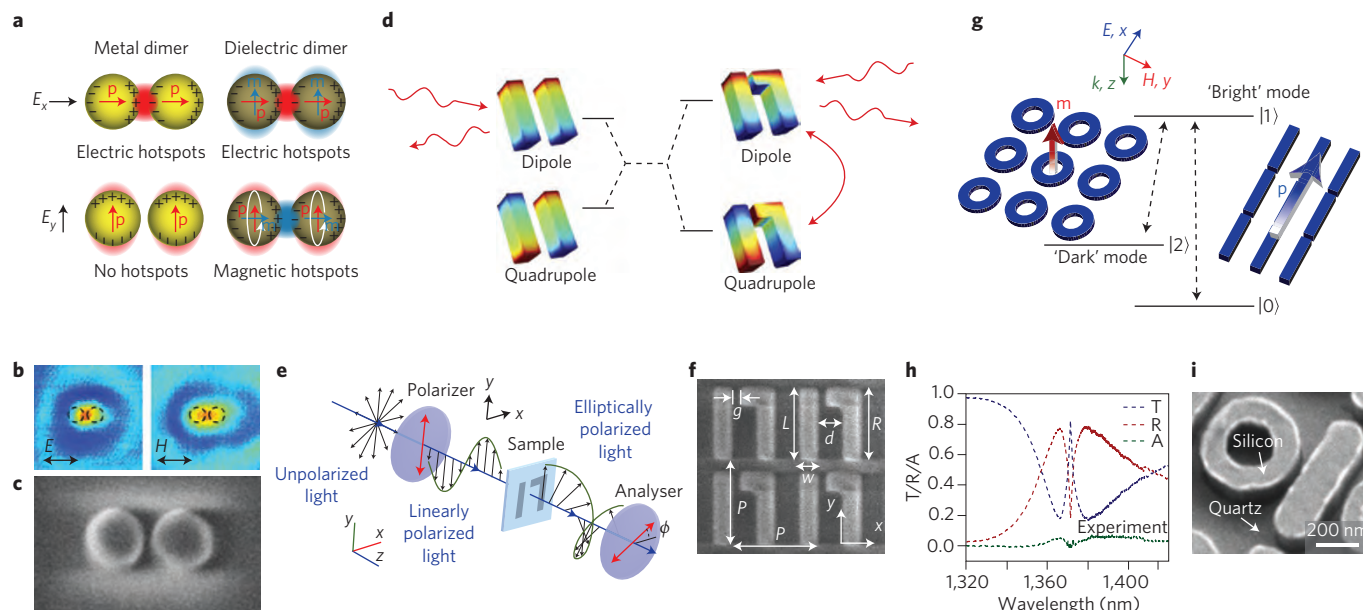 a
Metal dimer
Dielectric dimer
Ex
p
p
m
m
p
p
Electric hotspots
Electric hotspots
Ey
p
p
p
m
p
m
No hotspots
Magnetic hotspots
b
E
H
c
d
Dipole
Dipole
Quadrupole
Quadrupole
e
Polarizer
y
x
Elliptically
polarized light
Sample
Unpolarized
light
Linearly
polarized
light
Analyser
ϕ
y
x
z
f
g
L
R
d
w
P
P
y
x
g
E, x
k, z
H, y
m
'Bright' mode
|1⟩
p
|2⟩
'Dark' mode
|0⟩
h
1.0
0.8
0.6
0.4
0.2
0.0
T/R/A
T
R
A
Experiment
1,320
1,360
1,400
Wavelength (nm)
i
Silicon
Quartz
200 nm